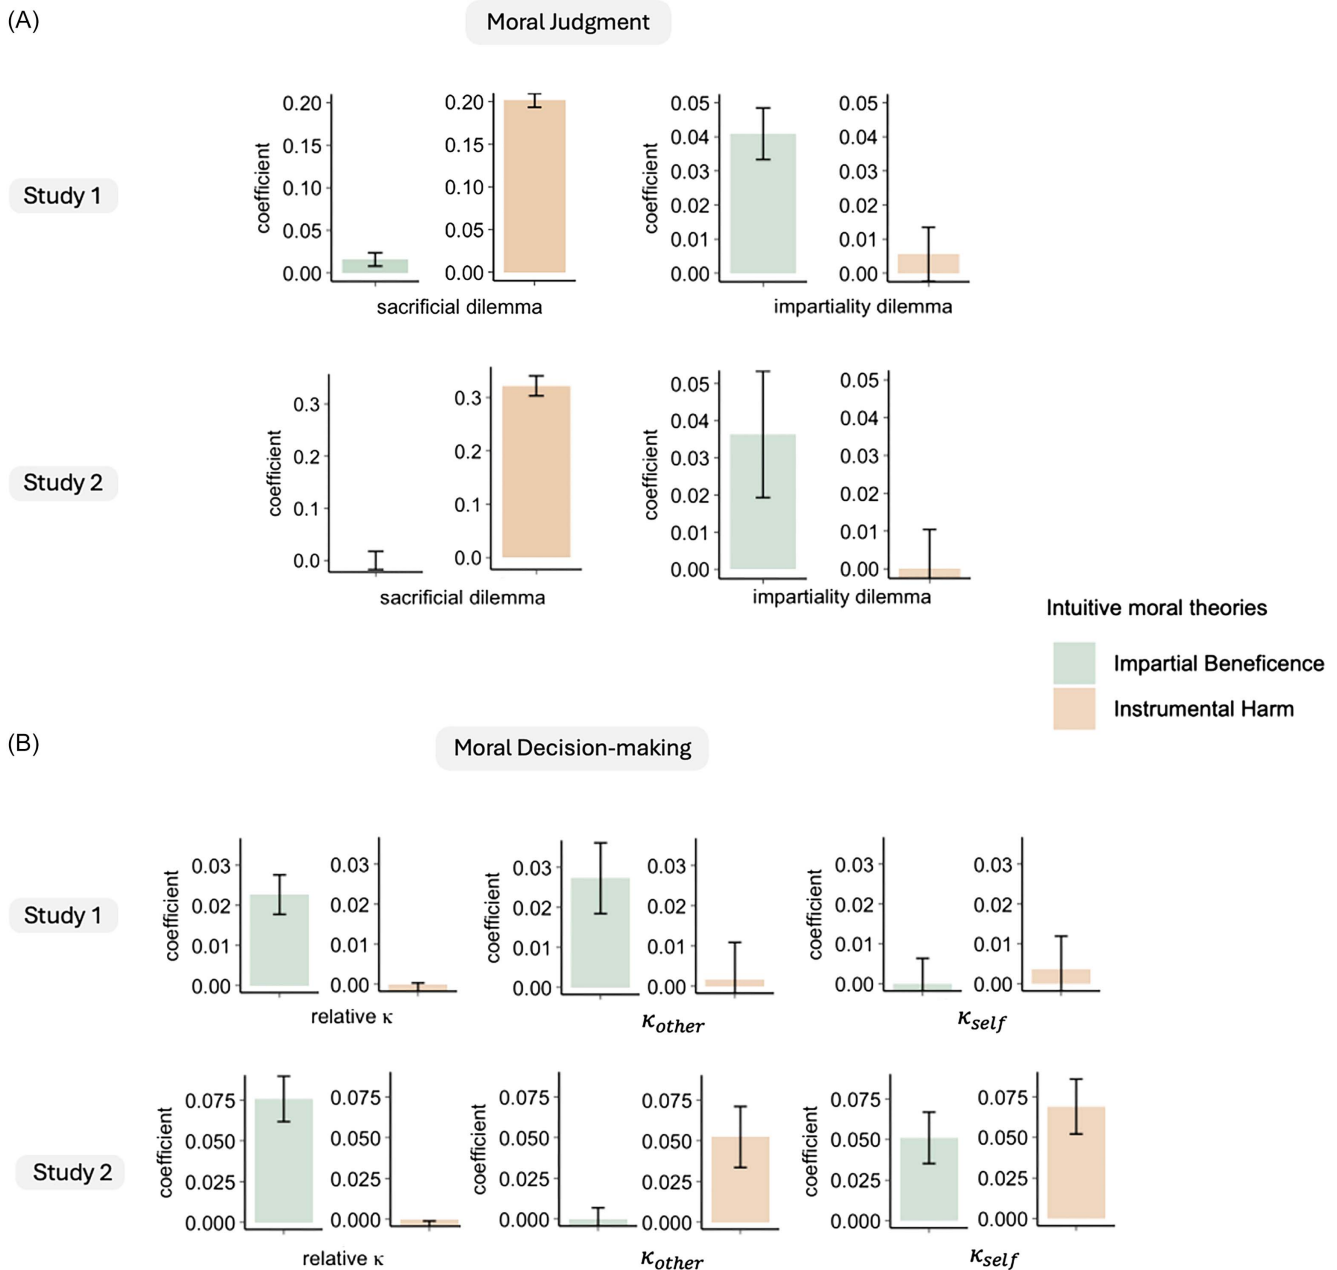 (A)
Moral Judgment
Study 1
coefficient
0.20
0.15
0.10
0.05
0.00
0.20
0.15
0.10
0.05
0.00
sacrificial dilemma
coefficient
0.05
0.04
0.03
0.02
0.01
0.00
0.05
0.04
0.03
0.02
0.01
0.00
impartiality dilemma
Study 2
coefficient
0.3
0.2
0.1
0.0
0.3
0.2
0.1
0.0
sacrificial dilemma
coefficient
0.05
0.04
0.03
0.02
0.01
0.00
0.05
0.04
0.03
0.02
0.01
0.00
impartiality dilemma
Intuitive moral theories
Impartial Beneficence
Instrumental Harm
(B)
Moral Decision-making
Study 1
coefficient
0.03
0.02
0.01
0.00
0.03
0.02
0.01
0.00
relative κ
coefficient
0.03
0.02
0.01
0.00
0.03
0.02
0.01
0.00
κother
coefficient
0.03
0.02
0.01
0.00
0.03
0.02
0.01
0.00
κself
Study 2
coefficient
0.075
0.050
0.025
0.000
0.075
0.050
0.025
0.000
relative κ
coefficient
0.075
0.050
0.025
0.000
0.075
0.050
0.025
0.000
κother
coefficient
0.075
0.050
0.025
0.000
0.075
0.050
0.025
0.000
κself